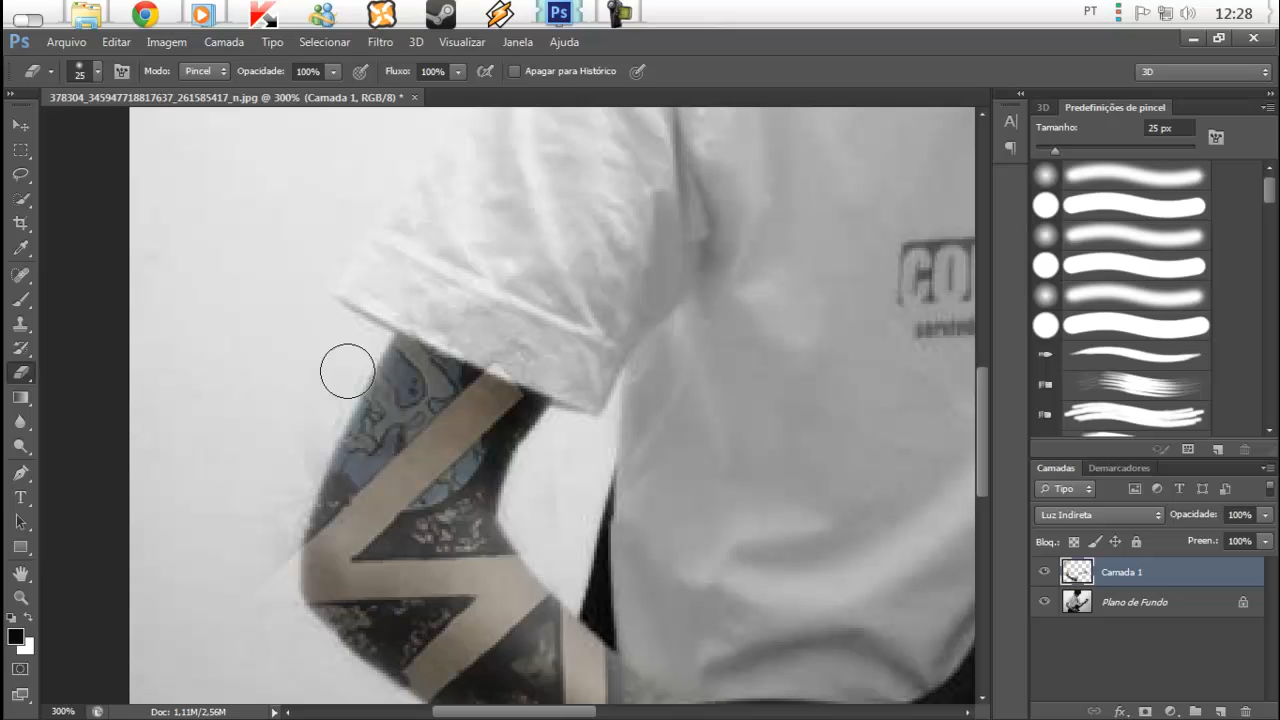 Ps
PT
12:28
Ps Arquivo Editar Imagem Camada Tipo Selecionar Filtro 3D Visualizar Janela Ajuda
25 Modo: Pincel Opacidade: 100% Fluxo: 100% Apagar para Histórico 3D
378304_345947718817637_261585417_n.jpg @ 300% (Camada 1, RGB/8) *
3D Predefinições de pincel
Tamanho: 25 px
CO
Camadas Demarcadores
Tipo
Luz Indireta Opacidade: 100%
Bloq.: Preen.: 100%
Camada 1
Plano de Fundo
300% Doc: 1,11M/2,56M